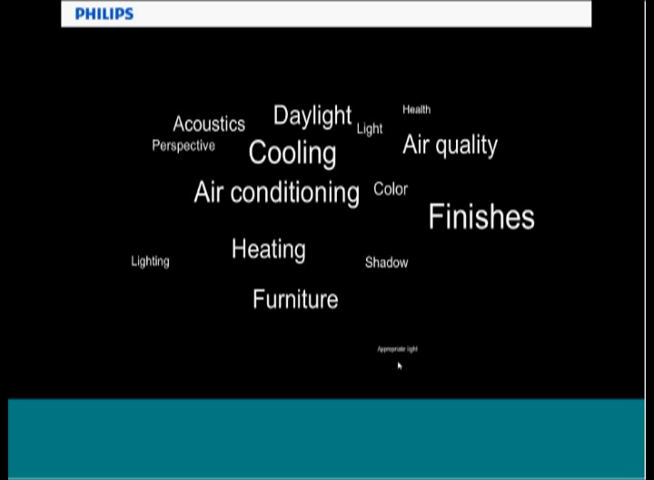 PHILIPS
Health
Daylight
Acoustics
Light
Perspective
Air quality
Cooling
Air conditioning
Color
Finishes
Heating
Lighting
Shadow
Furniture
Appropriate light